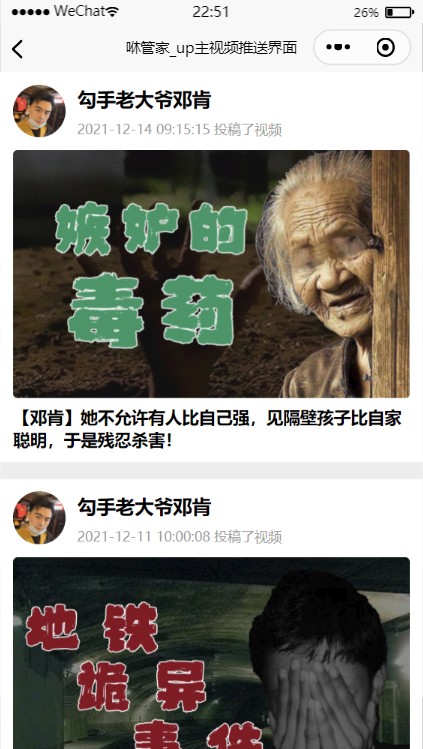 WeChat
22:51
26%
咻管家_up主视频推送界面
勾手老大爷邓肯
2021-12-14 09:15:15 投稿了视频
嫉妒的
毒药
【邓肯】她不允许有人比自己强，见隔壁孩子比自家
聪明，于是残忍杀害！
勾手老大爷邓肯
2021-12-11 10:00:08 投稿了视频
地铁
诡异
事件